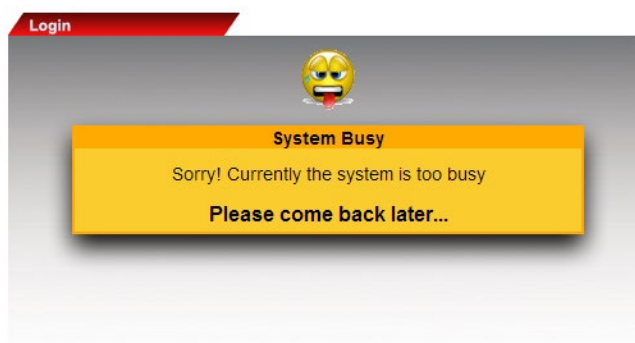 Login
System Busy
Sorry! Currently the system is too busy
Please come back later...